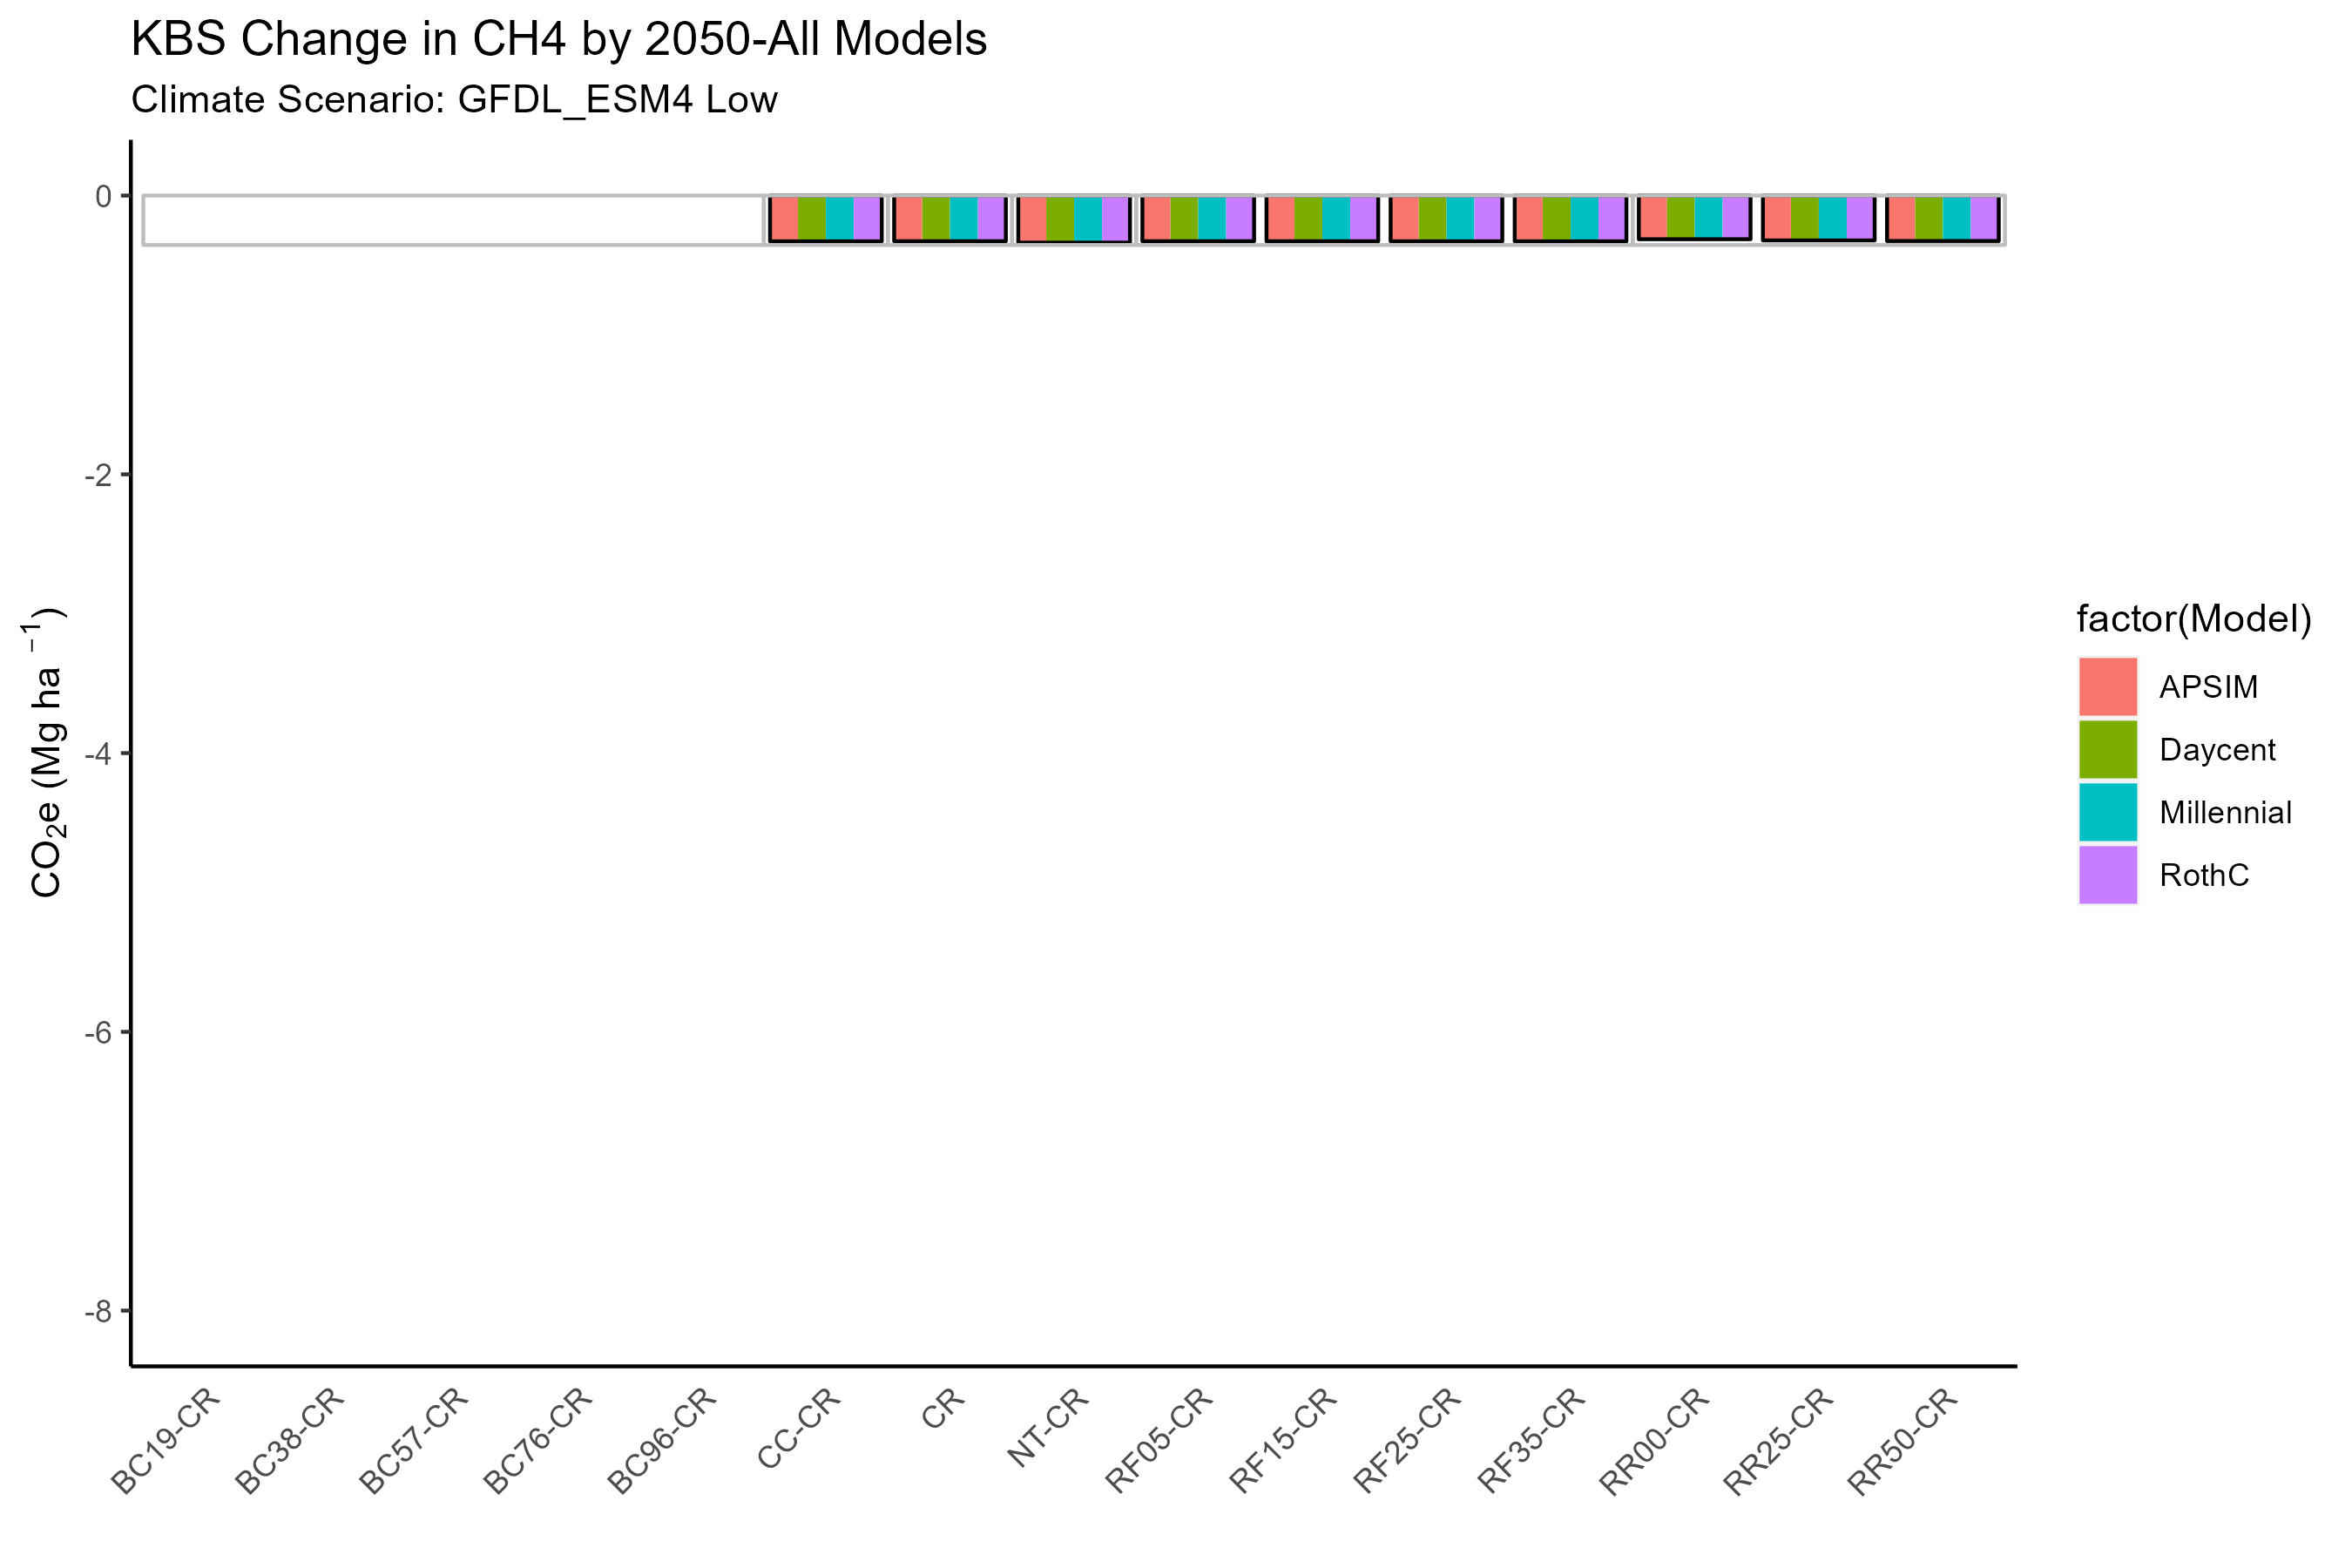 KBS Change in CH4 by 2050-All Models
Climate Scenario: GFDL_ESM4 Low
CO₂e (Mg ha ⁻¹)
0
-2
-4
-6
-8
BC19-CR
BC38-CR
BC57-CR
BC76-CR
BC96-CR
CC-CR
CR
NT-CR
RF05-CR
RF15-CR
RF25-CR
RF35-CR
RR00-CR
RR25-CR
RR50-CR
factor(Model)
APSIM
Daycent
Millennial
RothC